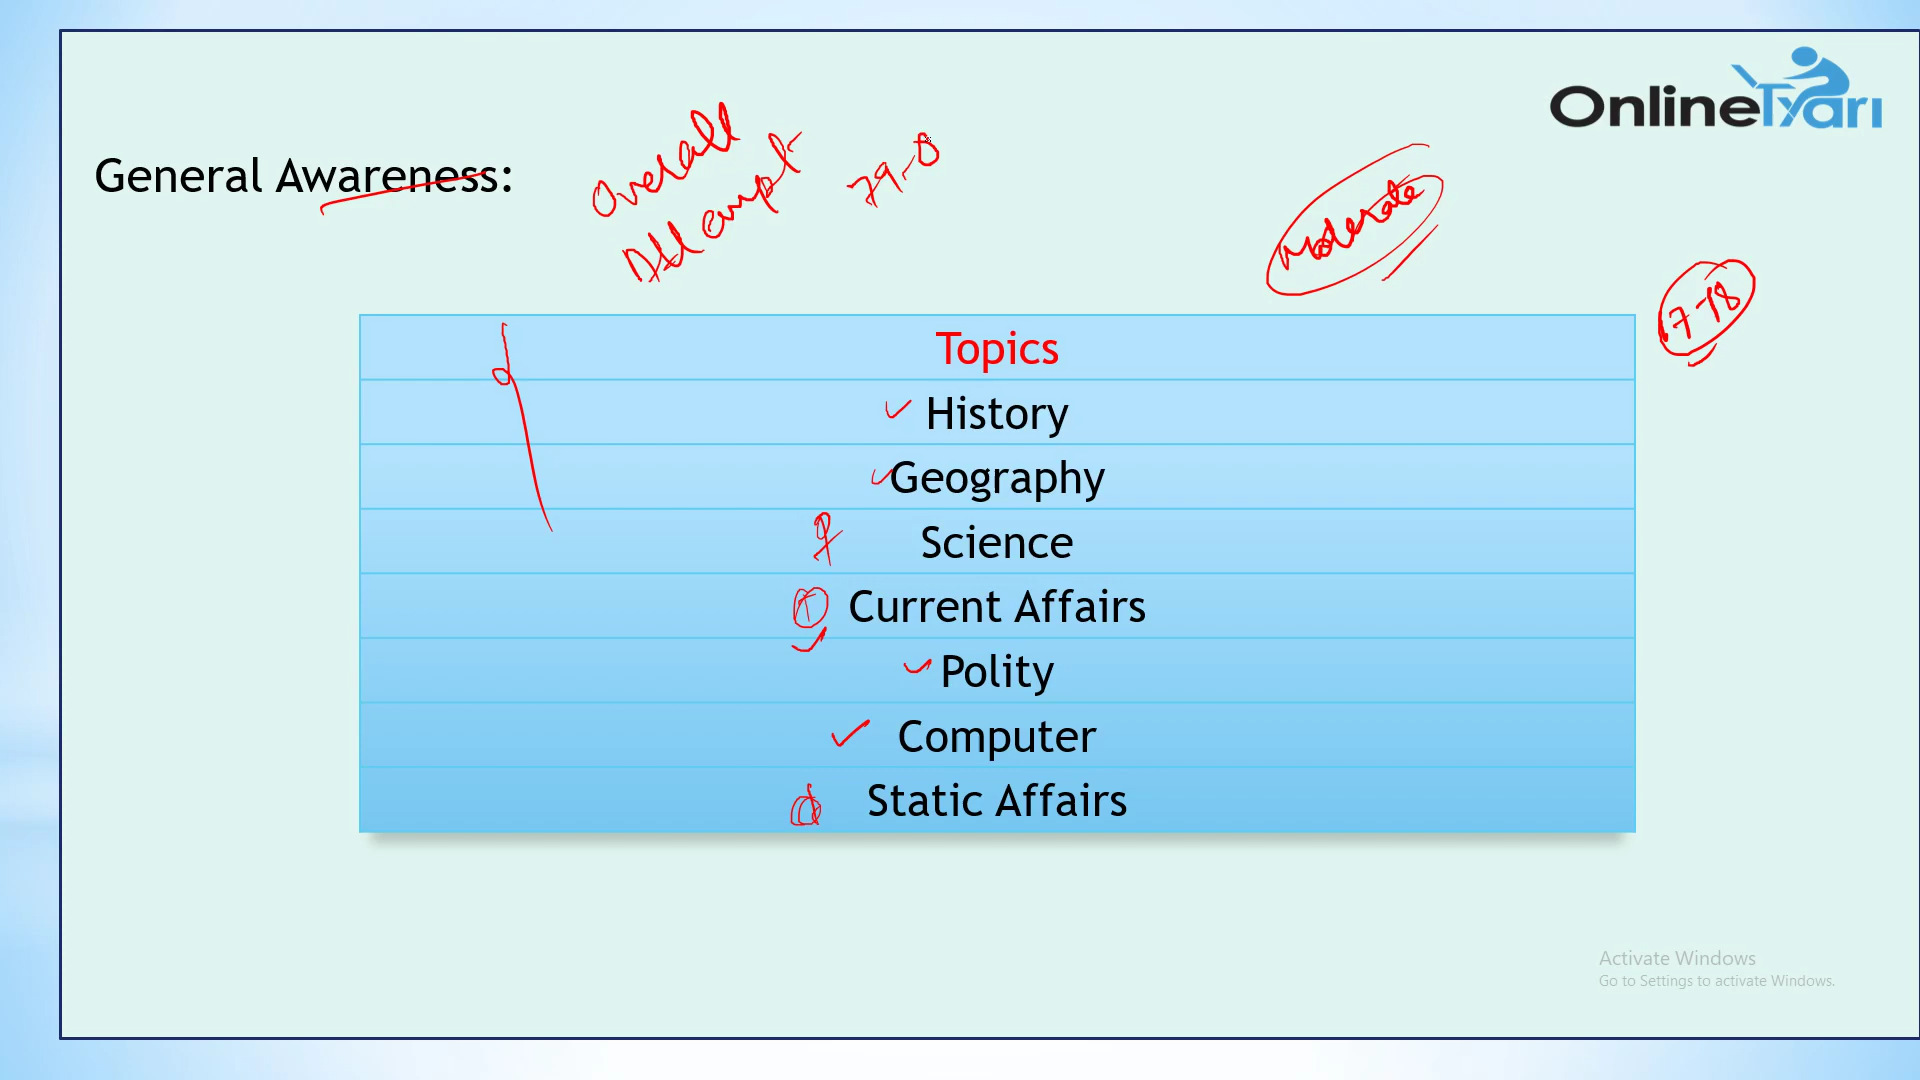 OnlineTyari
General Awareness:
Overall
Attempt
79-8
Moderate
17-18
Topics
History
Geography
Science
Current Affairs
Polity
Computer
Static Affairs
Activate Windows
Go to Settings to activate Windows.